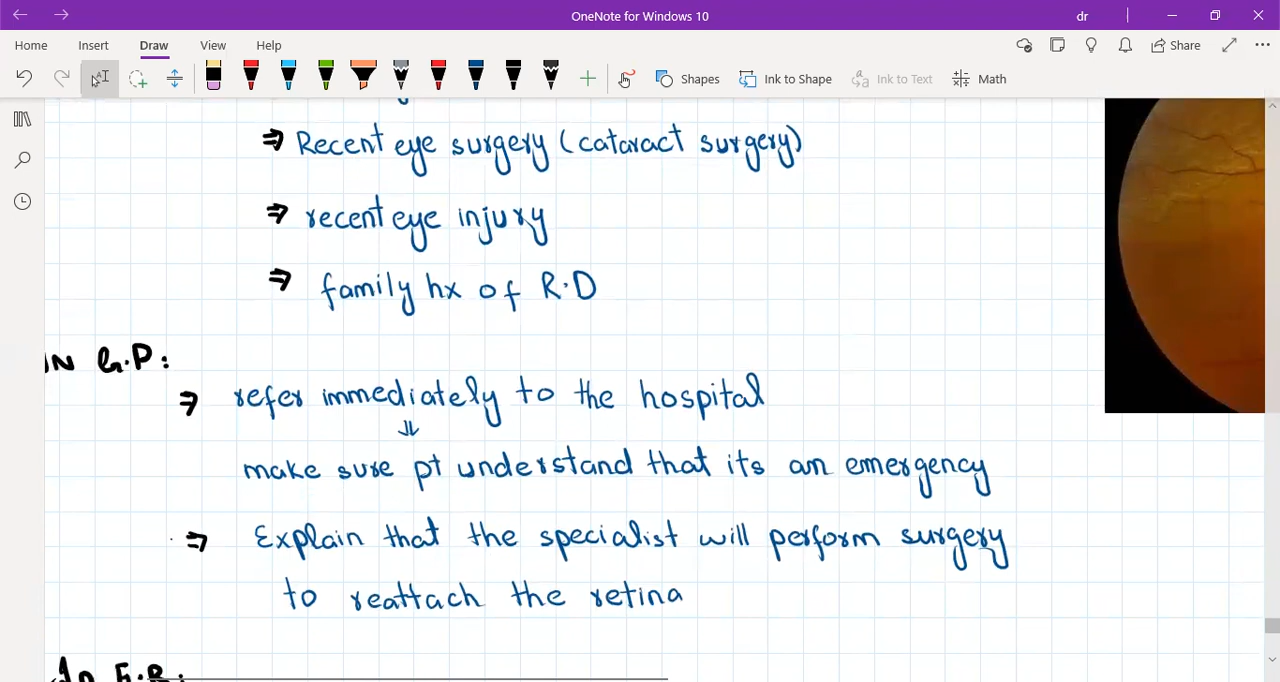 OneNote for Windows 10
dr
Home Insert Draw View Help
Share
Shapes Ink to Shape Ink to Text Math
⇒ Recent eye surgery (cataract surgery)
⇒ recent eye injury
⇒ family hx of R.D
IN G.P:
⇒ refer immediately to the hospital
⇓
make sure pt understand that its an emergency
⇒ Explain that the specialist will perform surgery
to reattach the retina
In E.R: